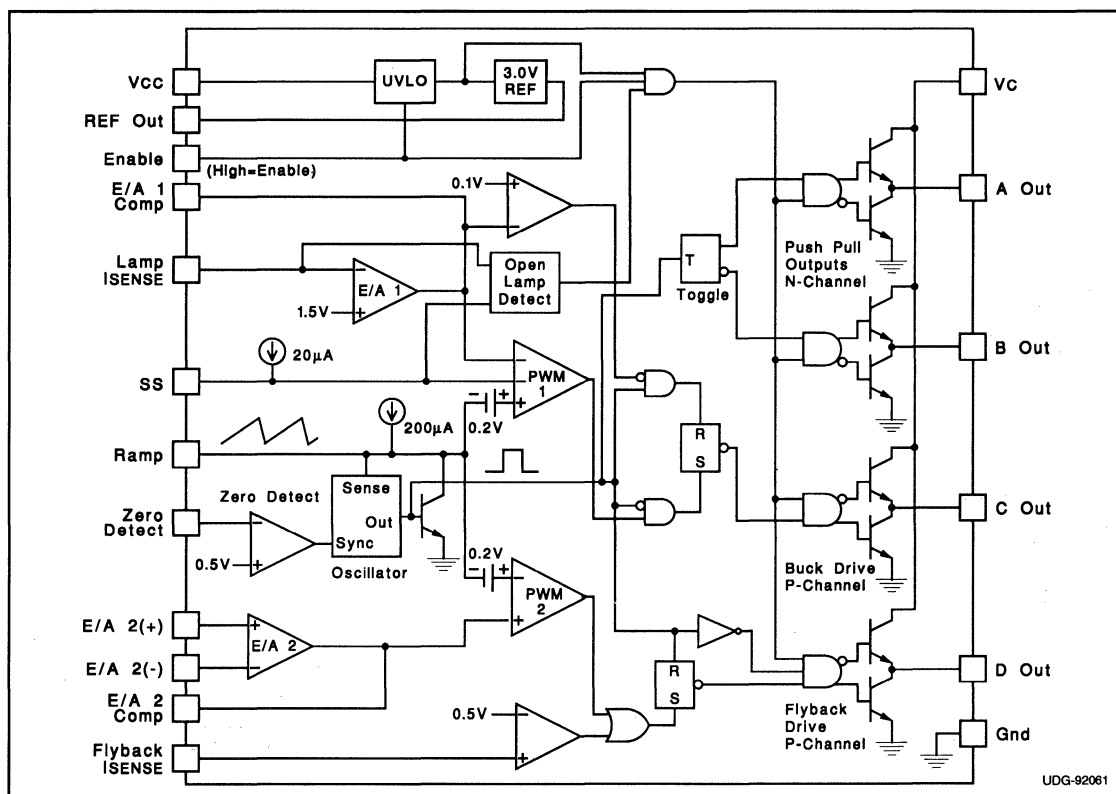 Vcc
REF Out
Enable
(High=Enable)
E/A 1
Comp
Lamp
ISENSE
SS
Ramp
Zero
Detect
E/A 2(+)
E/A 2(-)
E/A 2
Comp
Flyback
ISENSE
UVLO
3.0V
REF
0.1V
E/A 1
1.5V
Open
Lamp
Detect
20µA
PWM
1
0.2V
200µA
Zero Detect
Sense
Out
Sync
Oscillator
0.5V
0.2V
PWM
2
E/A 2
0.5V
T
Toggle
R
S
R
S
Push Pull
Outputs
N-Channel
Buck Drive
P-Channel
Flyback
Drive
P-Channel
Vc
A Out
B Out
C Out
D Out
Gnd
UDG-92061